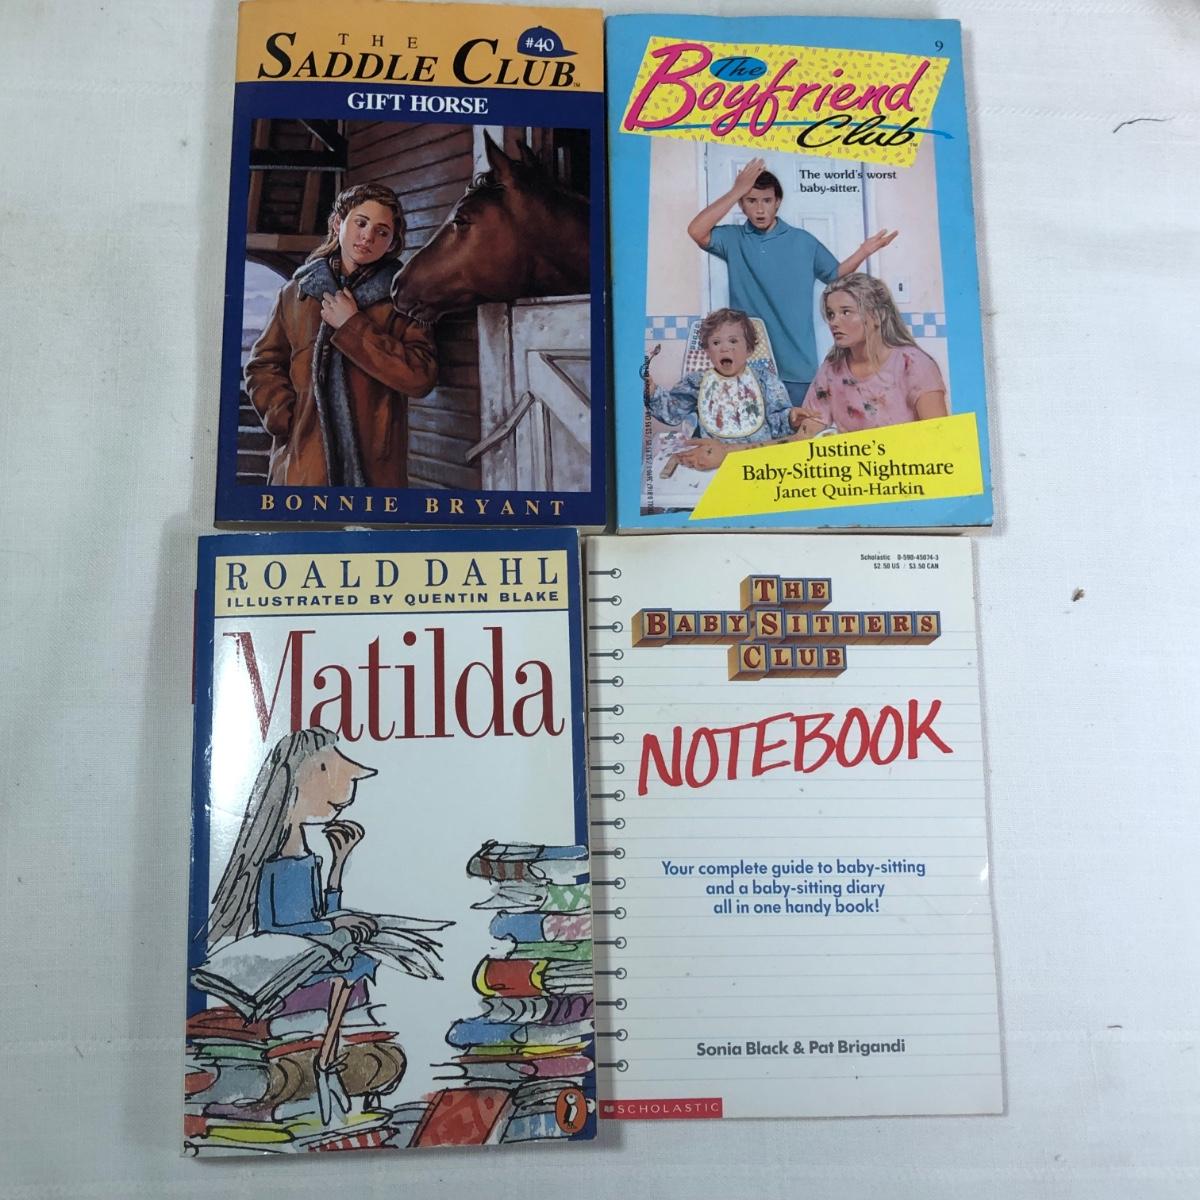 THE
SADDLE CLUB™
#40
GIFT HORSE
BONNIE BRYANT
9
The
Boyfriend
Club™
The world's worst
baby-sitter.
Justine's
Baby-Sitting Nightmare
Janet Quin-Harkin
ROALD DAHL
ILLUSTRATED BY QUENTIN BLAKE
Matilda
Scholastic 0-590-45074-3
$2.50 US / $3.50 CAN
THE
BABY-SITTERS
CLUB
NOTEBOOK
Your complete guide to baby-sitting
and a baby-sitting diary
all in one handy book!
Sonia Black & Pat Brigandi
SCHOLASTIC